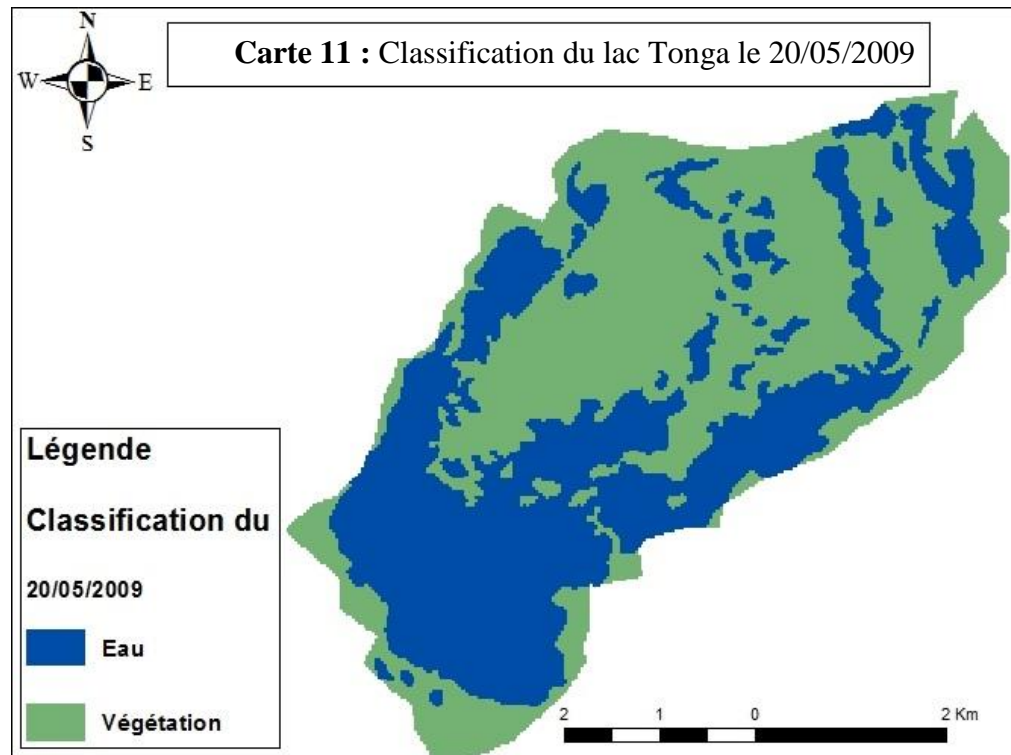 N
Carte 11 : Classification du lac Tonga le 20/05/2009
W E
S
Légende
Classification du
20/05/2009
Eau
Végétation
2 1 0 2 Km